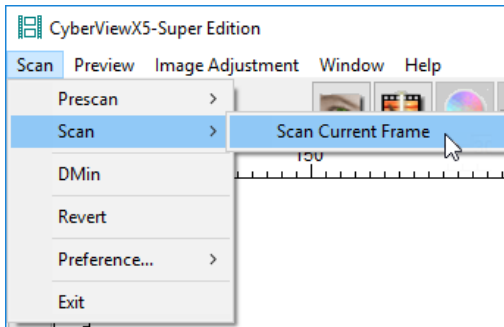 CyberViewX5-Super Edition
Scan Preview Image Adjustment Window Help
Prescan >
Scan >
Scan Current Frame
150
DMin
Revert
Preference... >
Exit